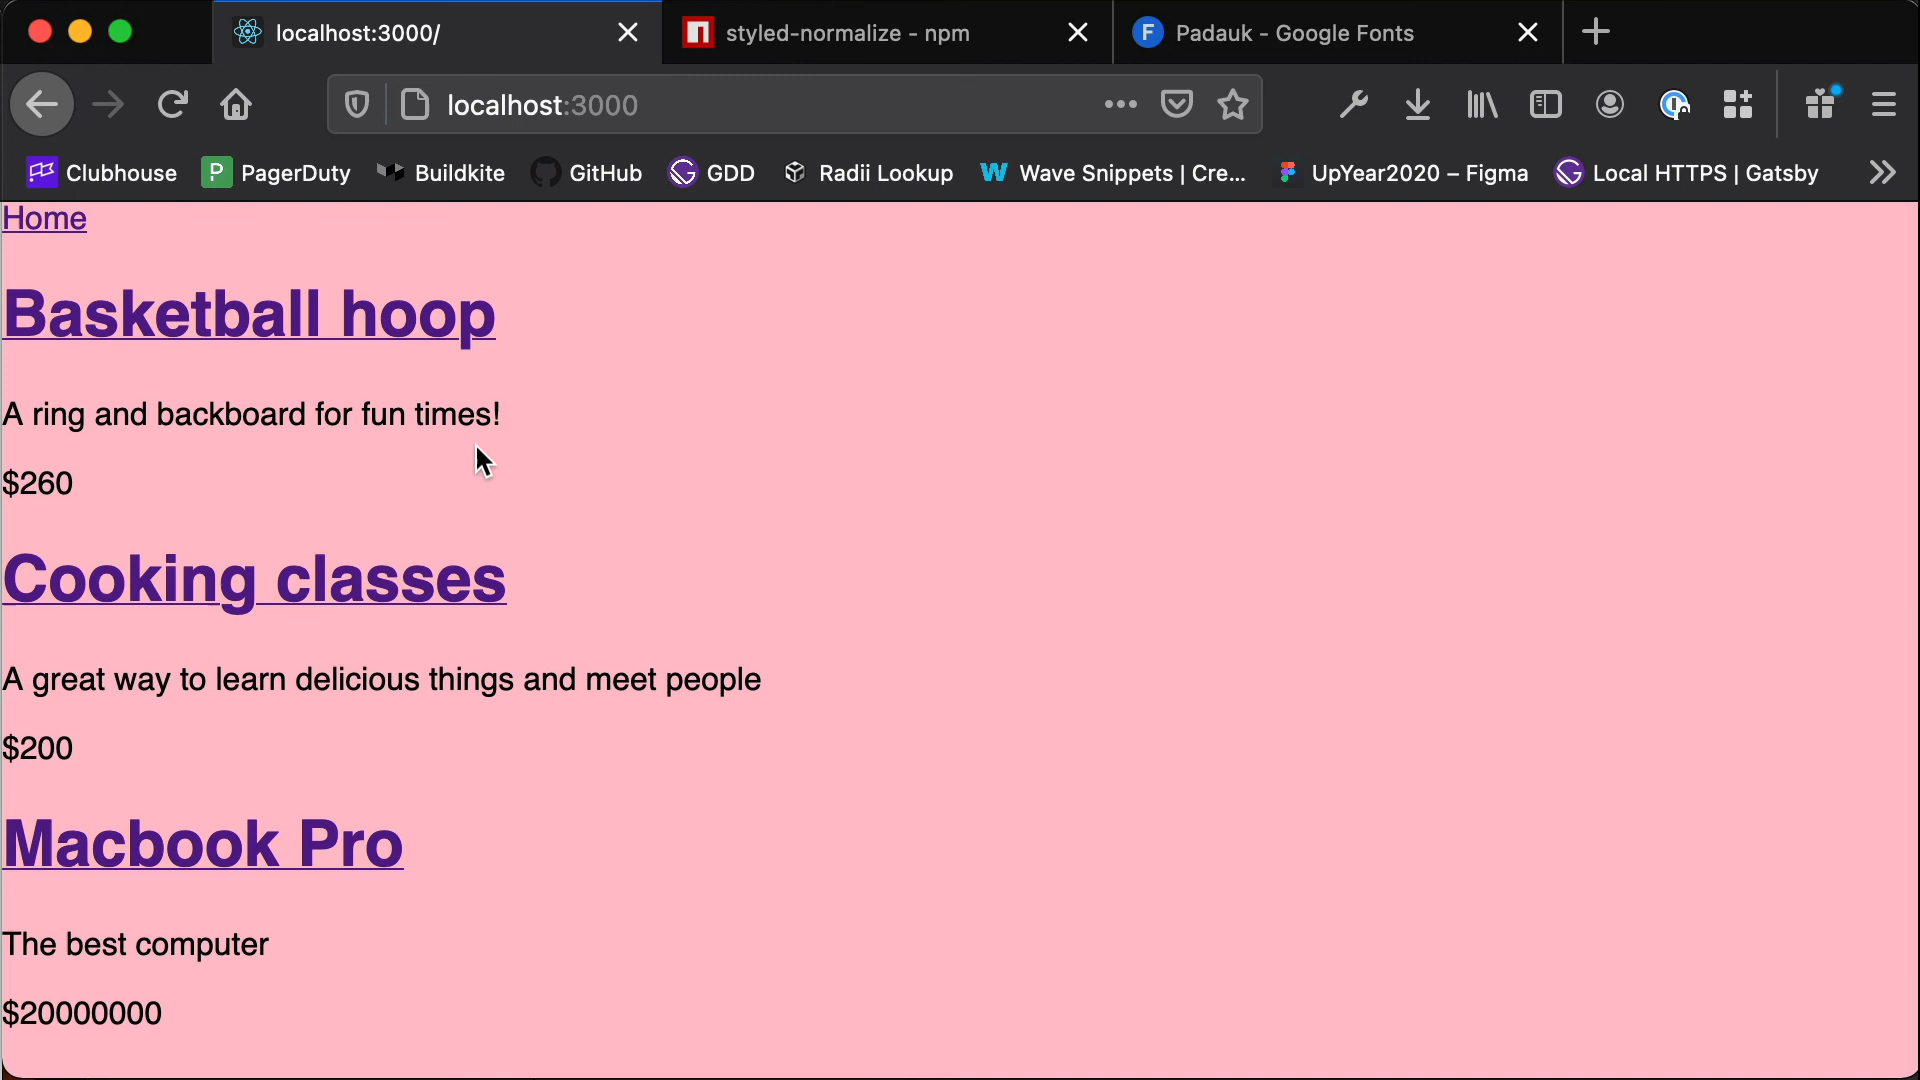 localhost:3000/
styled-normalize - npm
F Padauk - Google Fonts
localhost:3000
Clubhouse
P PagerDuty
Buildkite
GitHub
GDD
Radii Lookup
W Wave Snippets | Cre...
UpYear2020 – Figma
Local HTTPS | Gatsby
Home
Basketball hoop
A ring and backboard for fun times!
$260
Cooking classes
A great way to learn delicious things and meet people
$200
Macbook Pro
The best computer
$20000000